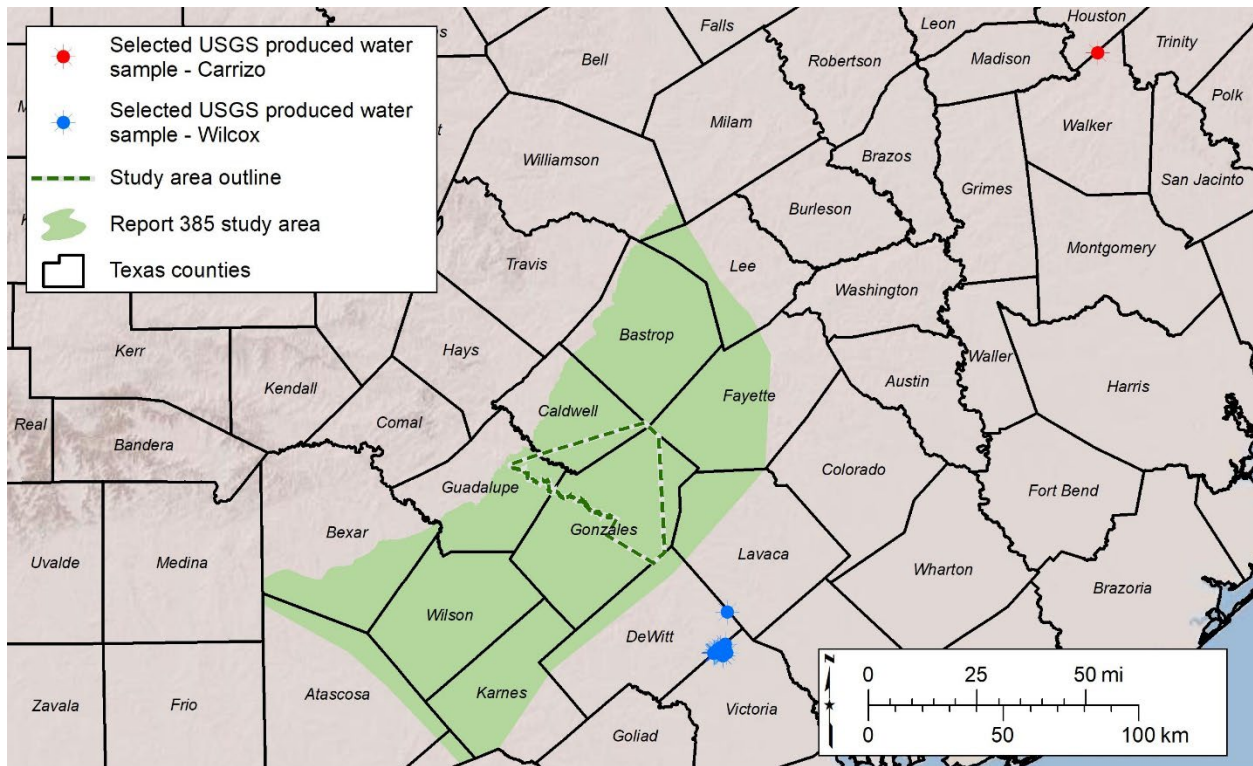 Selected USGS produced water
sample - Carrizo
Selected USGS produced water
sample - Wilcox
Study area outline
Report 385 study area
Texas counties
Falls
Leon
Houston
Bell
Robertson
Madison
Trinity
Polk
Milam
Walker
Williamson
Brazos
San Jacinto
Grimes
Burleson
Montgomery
Travis
Lee
Washington
Bastrop
Kerr
Hays
Waller
Kendall
Austin
Harris
Fayette
Caldwell
Real
Bandera
Comal
Colorado
Guadalupe
Fort Bend
Gonzales
Bexar
Lavaca
Uvalde
Medina
Wharton
Brazoria
Wilson
DeWitt
Atascosa
Karnes
Zavala
Frio
Victoria
Goliad
0 25 50 mi
0 50 100 km